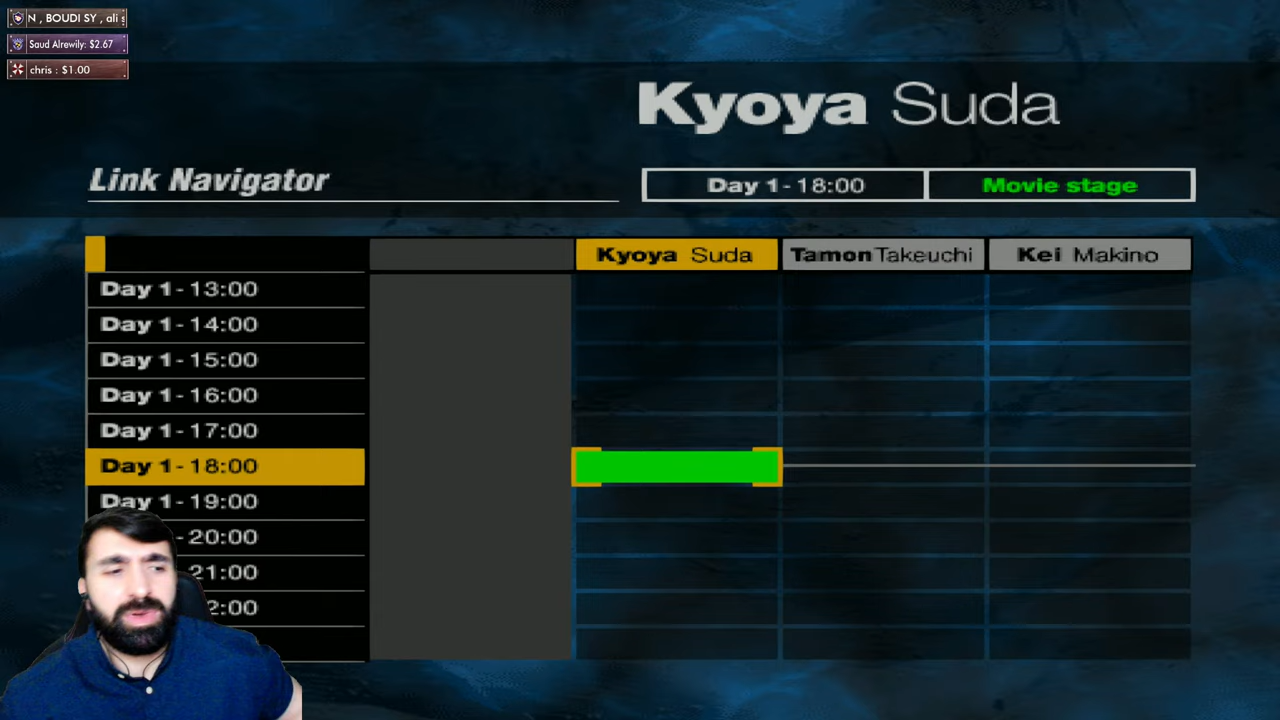 N , BOUDI SY , ali
Saud Alrewily: $2.67
chris : $1.00
Kyoya Suda
Link Navigator
Day 1 - 18:00
Movie stage
Kyoya Suda
Tamon Takeuchi
Kei Makino
Day 1 - 13:00
Day 1 - 14:00
Day 1 - 15:00
Day 1 - 16:00
Day 1 - 17:00
Day 1 - 18:00
Day 1 - 19:00
- 20:00
21:00
2:00